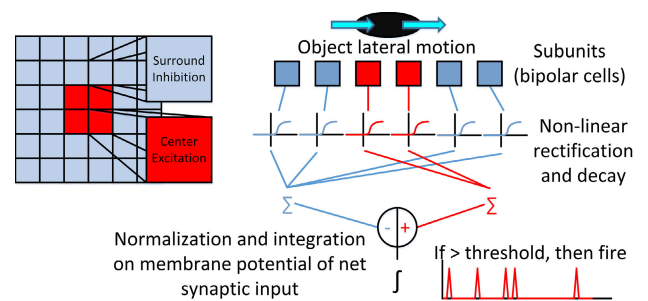 Surround
Inhibition
Center
Excitation
Object lateral motion
Subunits
(bipolar cells)
Non-linear
rectification
and decay
Σ
Σ
- +
Normalization and integration
on membrane potential of net
synaptic input
∫
If > threshold, then fire